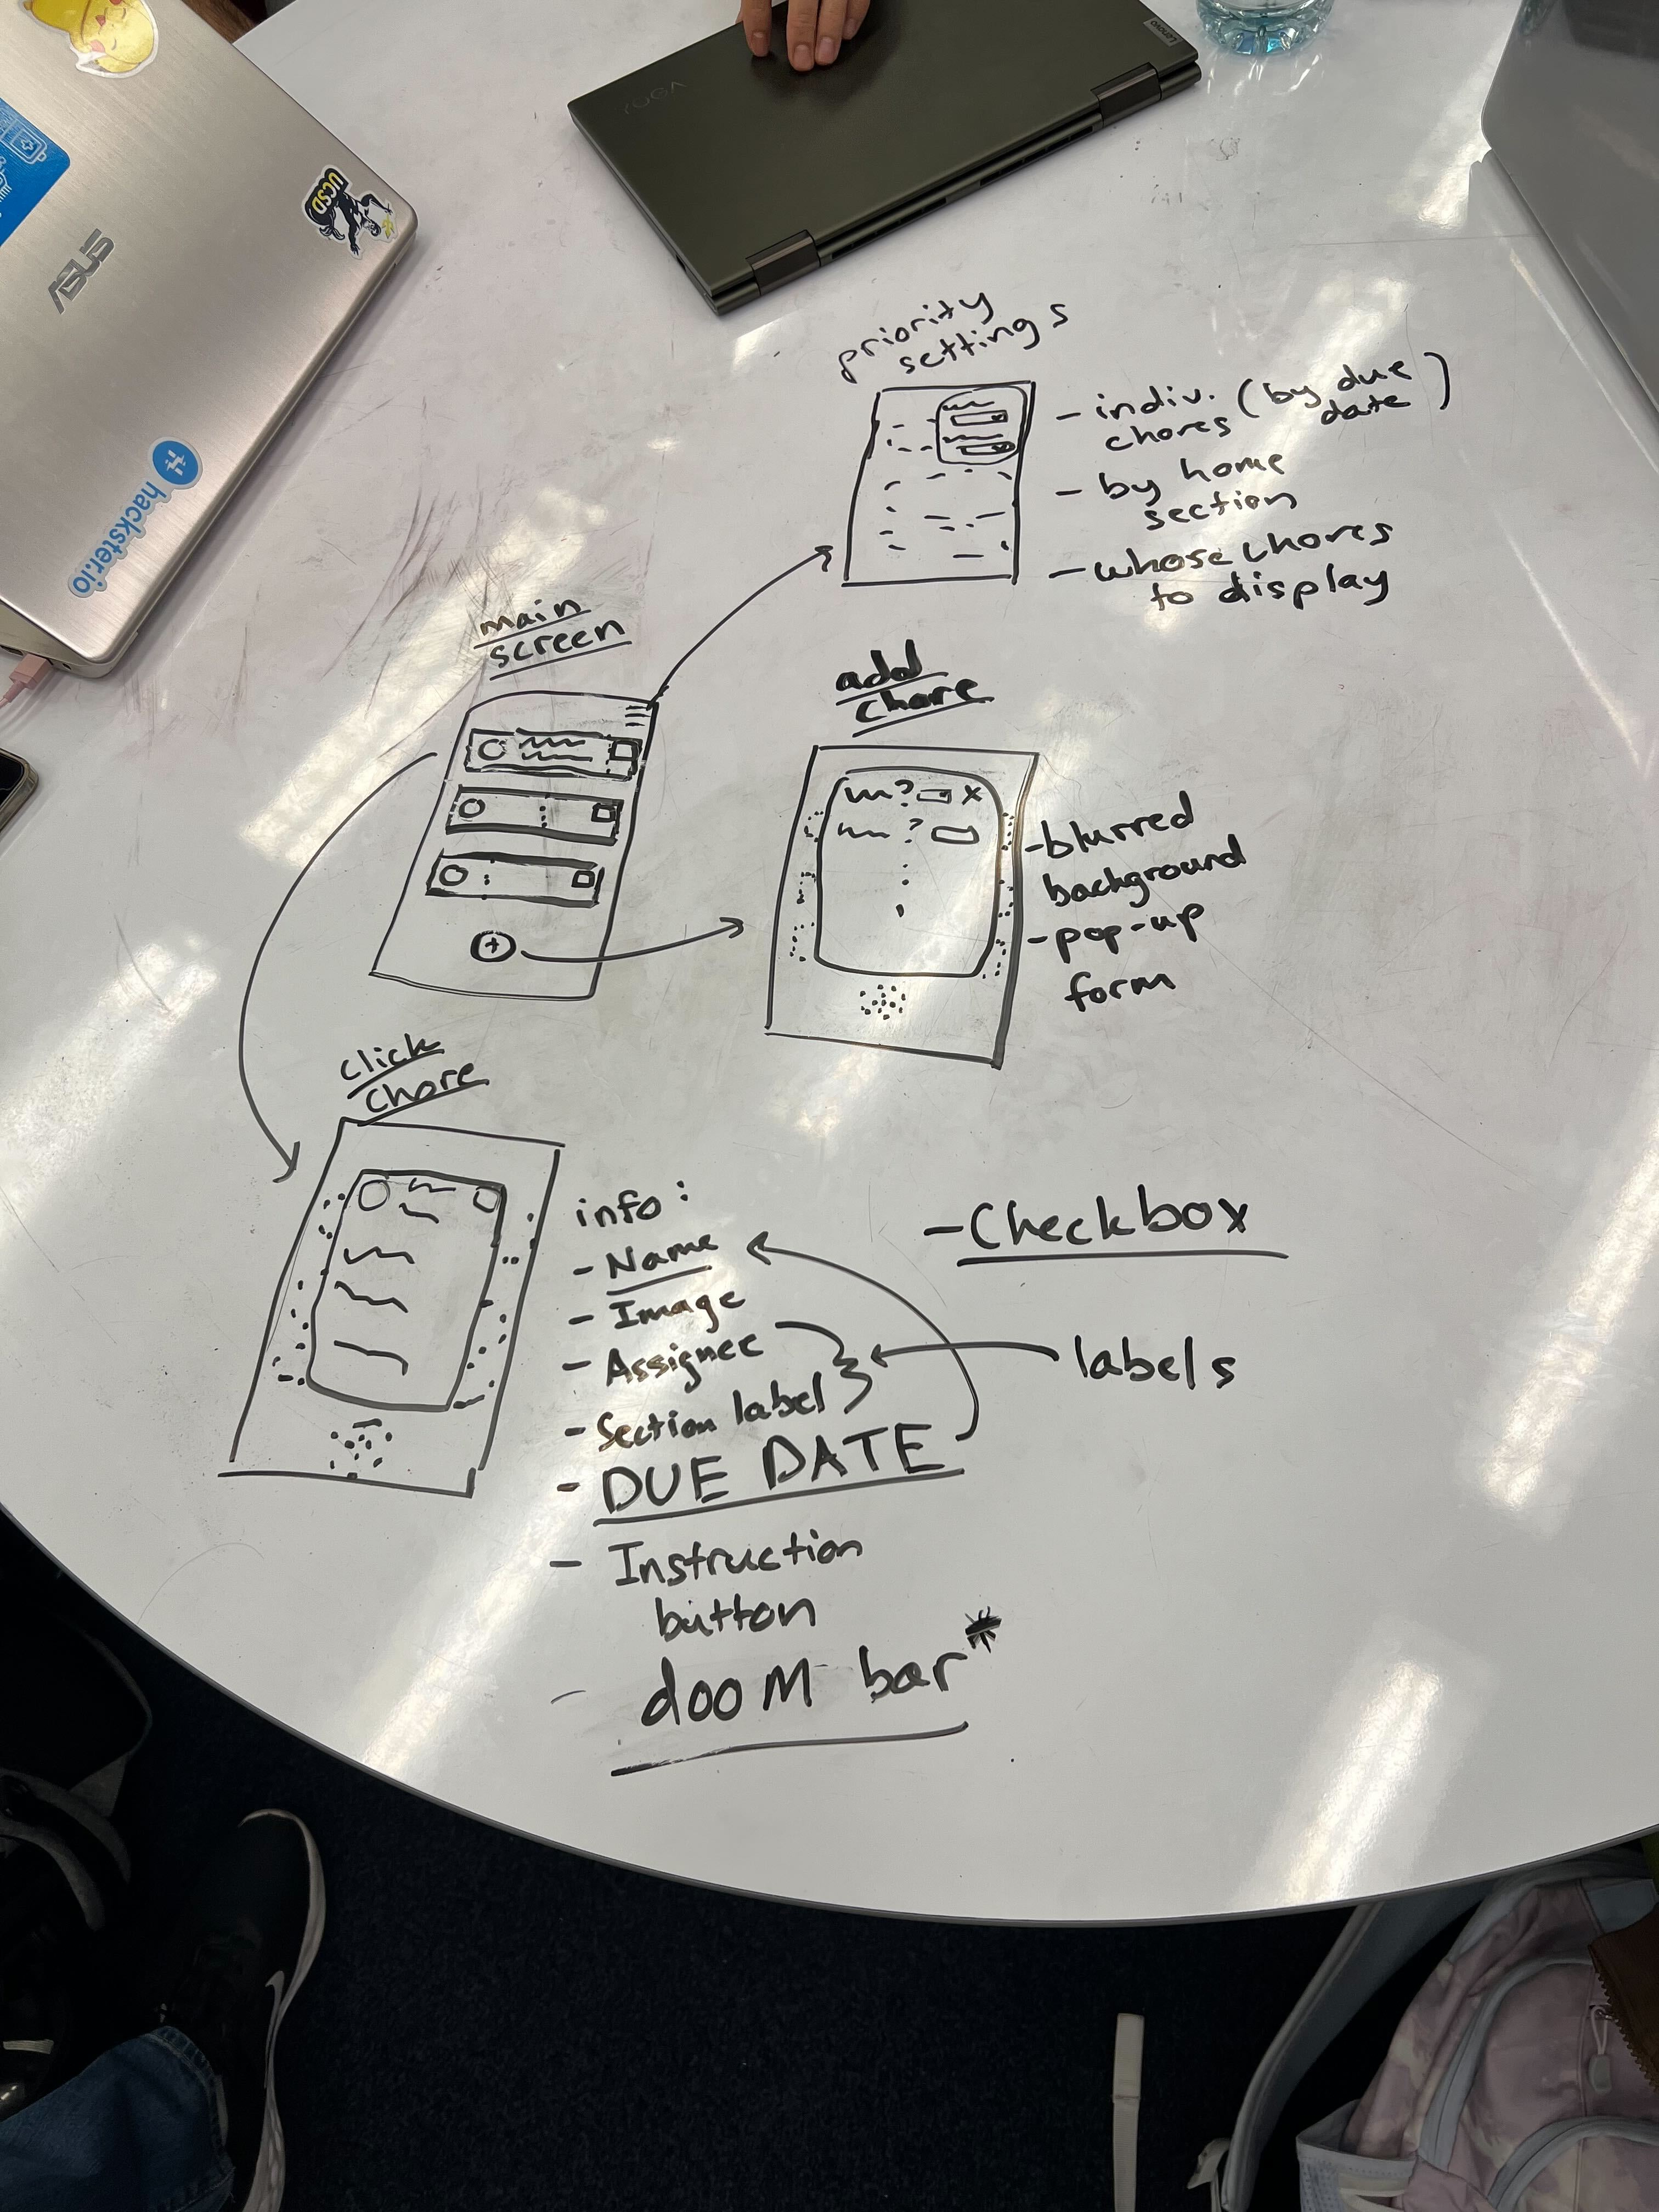 UCSD
ASUS
hackster.io
YOGA
Lenovo
priority
settings
- indiv. (by due
chores date)
- by home
section
- whose chores
to display
main
screen
add
chore
? x
?
- blurred
background
- pop-up
form
+
click
chore
info:
- Name
- Image
- Assignee
- Section label
- DUE DATE
- Instruction
button
- dooM bar*
- Checkbox
labels